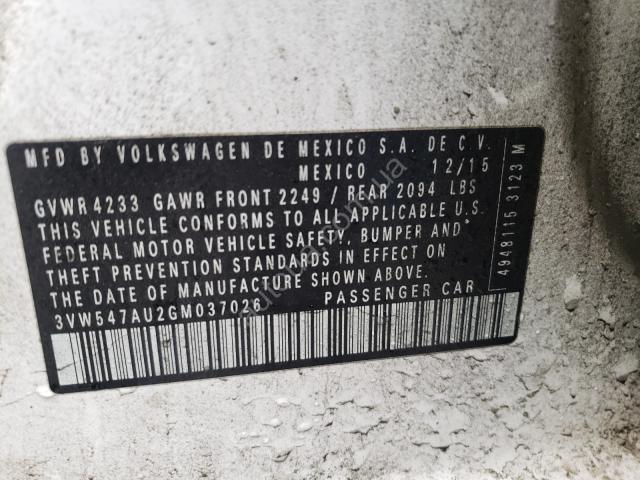 MFD BY VOLKSWAGEN DE MEXICO S.A. DE C.V.
MEXICO 12/15
GVWR 4233 GAWR FRONT 2249 / REAR 2094 LBS
THIS VEHICLE CONFORMS TO ALL APPLICABLE U.S.
FEDERAL MOTOR VEHICLE SAFETY, BUMPER AND
THEFT PREVENTION STANDARDS IN EFFECT ON
THE DATE OF MANUFACTURE SHOWN ABOVE.
3VW547AU2GM037026 PASSENGER CAR
4948115 3123 M